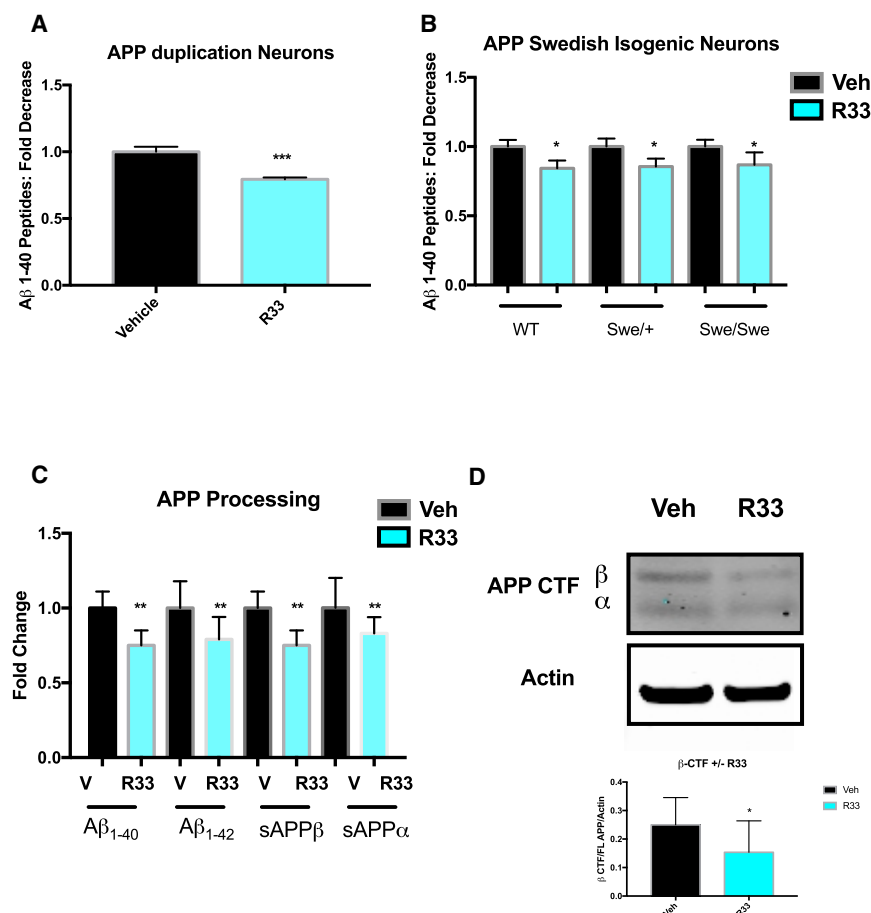 A
APP duplication Neurons
Aβ 1-40 Peptides: Fold Decrease
1.5
1.0
0.5
0.0
***
Vehicle
R33
B
APP Swedish Isogenic Neurons
Aβ 1-40 Peptides: Fold Decrease
1.5
1.0
0.5
0.0
* * *
WT Swe/+ Swe/Swe
Veh
R33
C
APP Processing
Veh
R33
Fold Change
1.5
1.0
0.5
0.0
** ** ** **
V R33 V R33 V R33 V R33
Aβ1-40 Aβ1-42 sAPPβ sAPPα
D
Veh R33
APP CTF β
α
Actin
β-CTF +/- R33
β CTF/FL APP/Actin
0.4
0.3
0.2
0.1
0.0
*
Veh
R33
Veh
R33